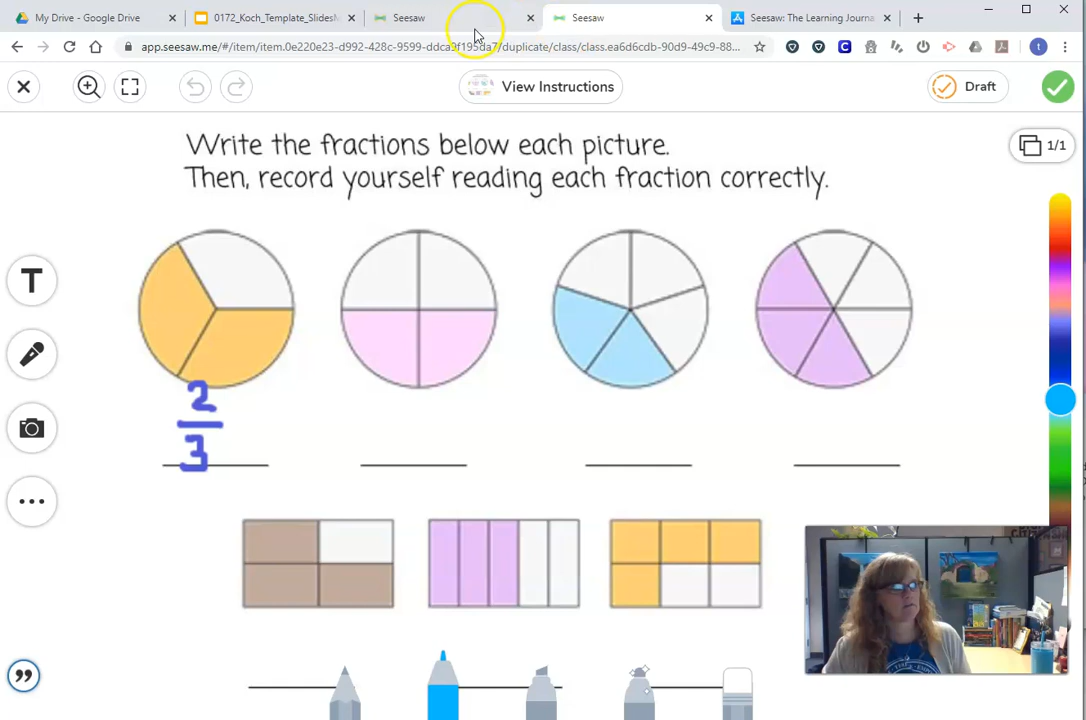 My Drive - Google Drive
0172_Koch_Template_Slides
Seesaw
Seesaw
Seesaw: The Learning Journa
app.seesaw.me/#/item/item.0e220e23-d992-428c-9599-ddca9f195da7/duplicate/class/class.ea6d6cdb-90d9-49c9-88...
t
View Instructions
Draft
Write the fractions below each picture.
Then, record yourself reading each fraction correctly.
1/1
T
2
3